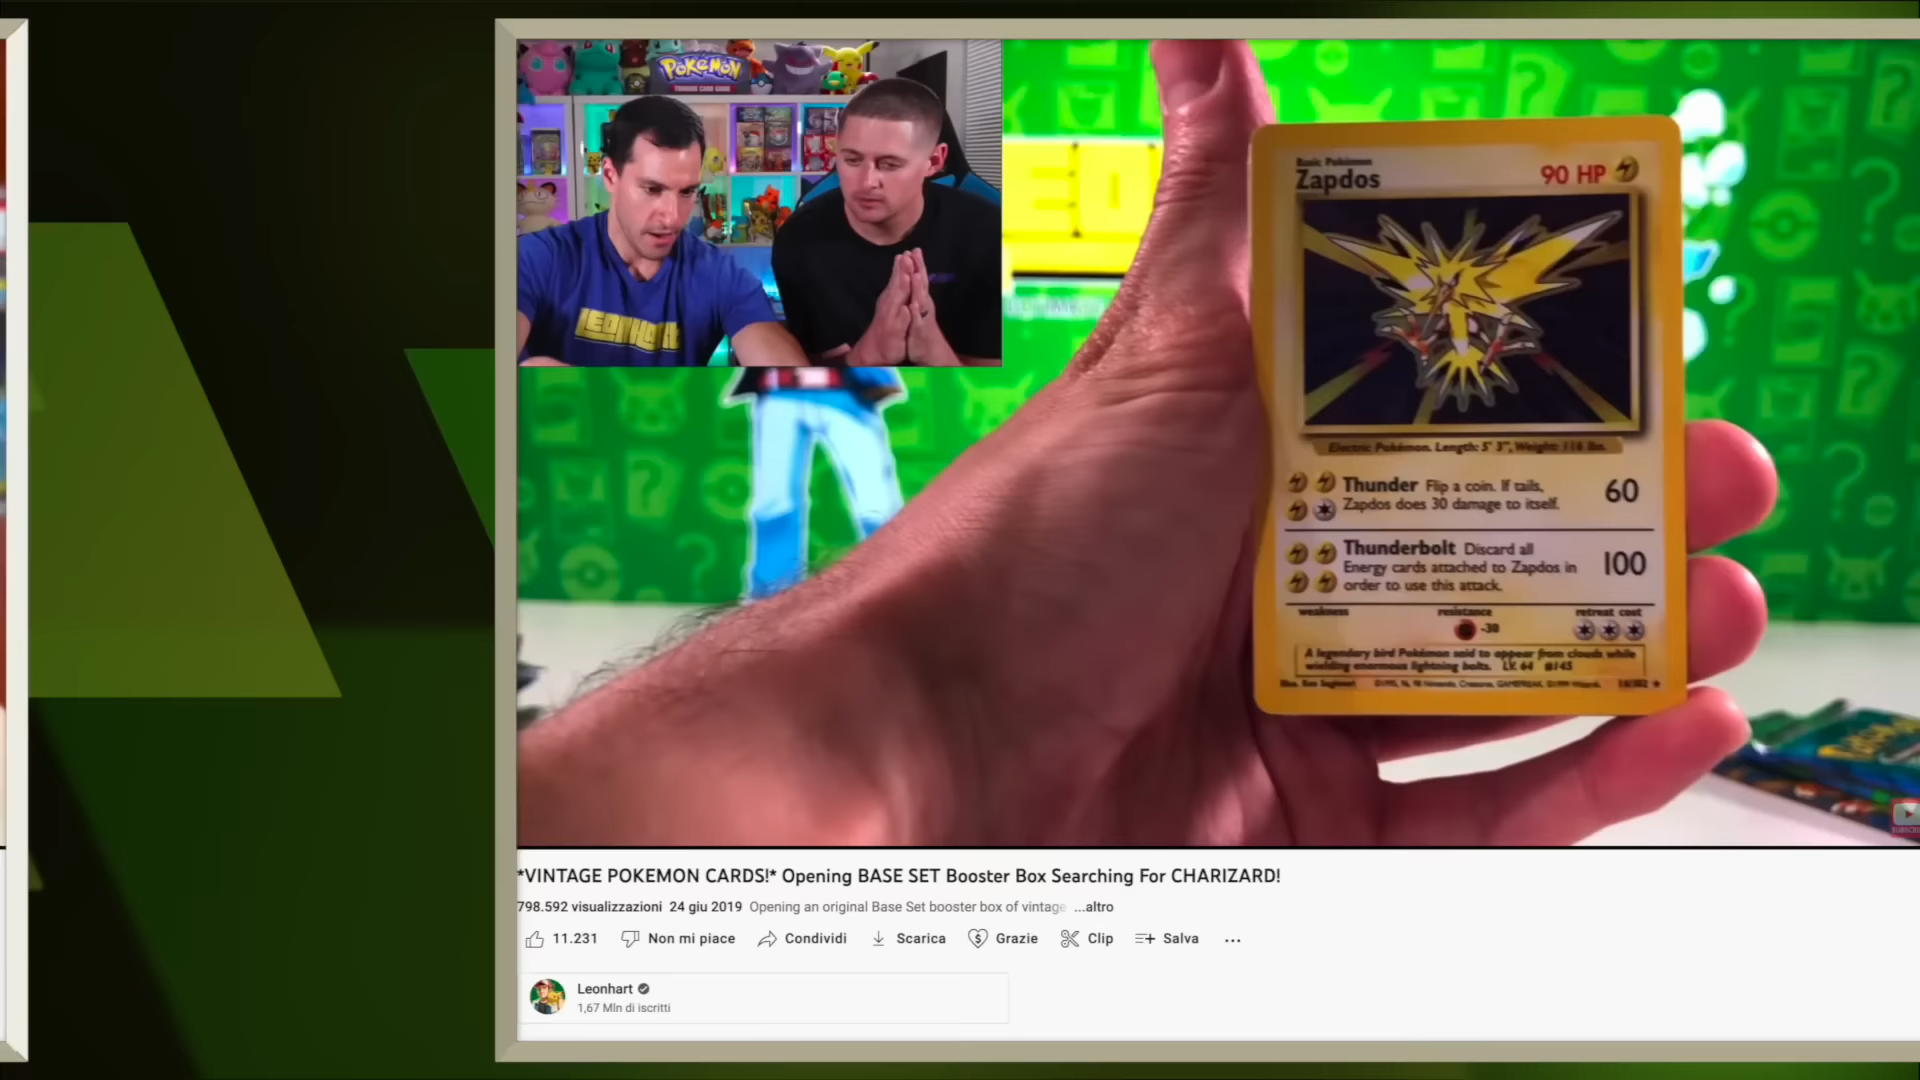 POKÉMON
TRADING CARD GAME
LEONHART
Basic Pokémon
Zapdos
90 HP
Electric Pokémon. Length: 5' 3", Weight: 116 lbs.
Thunder Flip a coin. If tails,
Zapdos does 30 damage to itself.
60
Thunderbolt Discard all
Energy cards attached to Zapdos in
order to use this attack.
100
weakness
resistance
retreat cost
-30
A legendary bird Pokémon said to appear from clouds while
wielding enormous lightning bolts. LV. 64 #145
SUBSCRIBE
*VINTAGE POKEMON CARDS!* Opening BASE SET Booster Box Searching For CHARIZARD!
798.592 visualizzazioni 24 giu 2019 Opening an original Base Set booster box of vintage ...altro
11.231
Non mi piace
Condividi
Scarica
Grazie
Clip
Salva
Leonhart
1,67 Mln di iscritti